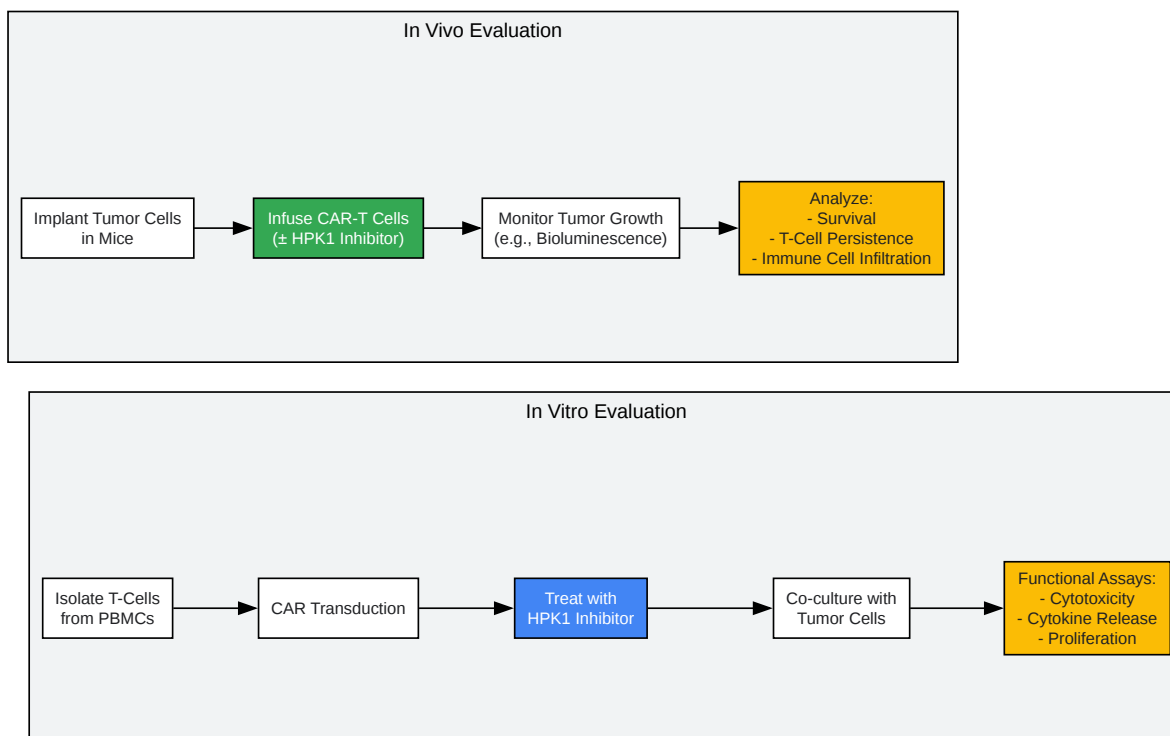 In Vivo Evaluation
Implant Tumor Cells
in Mice
Infuse CAR-T Cells
(± HPK1 Inhibitor)
Monitor Tumor Growth
(e.g., Bioluminescence)
Analyze:
- Survival
- T-Cell Persistence
- Immune Cell Infiltration
In Vitro Evaluation
Isolate T-Cells
from PBMCs
CAR Transduction
Treat with
HPK1 Inhibitor
Co-culture with
Tumor Cells
Functional Assays:
- Cytotoxicity
- Cytokine Release
- Proliferation